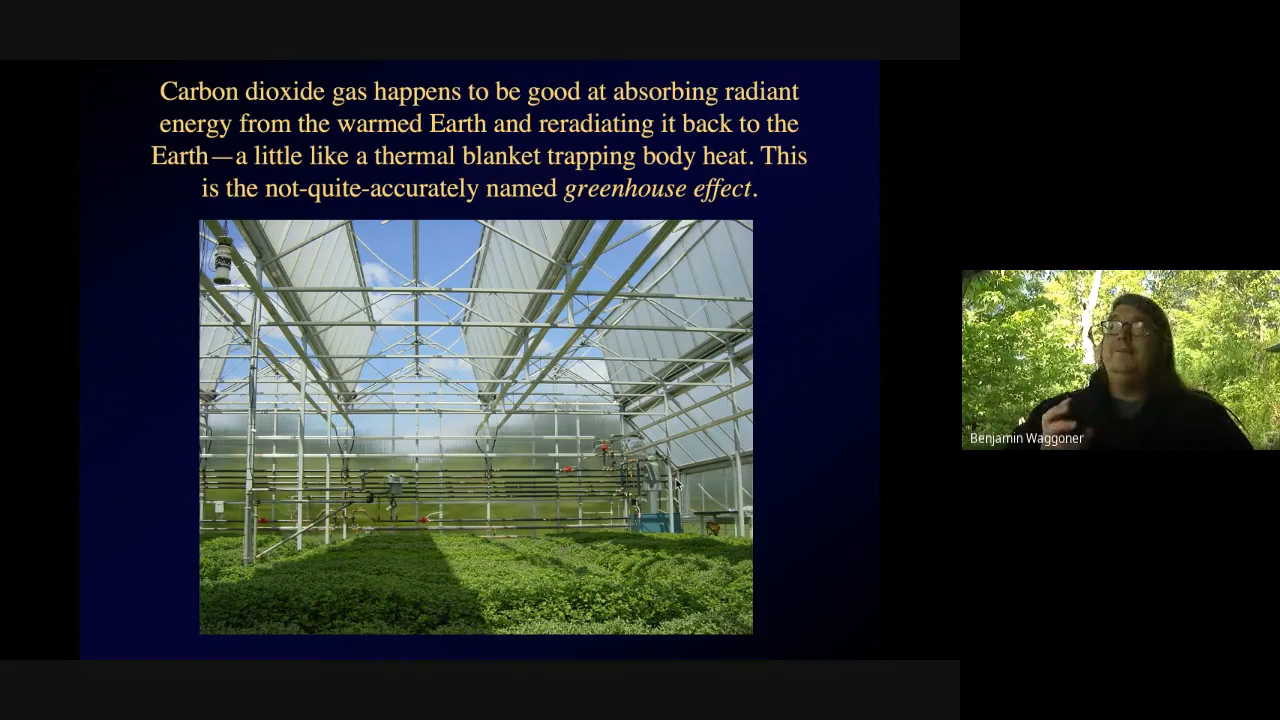 Carbon dioxide gas happens to be good at absorbing radiant
energy from the warmed Earth and reradiating it back to the
Earth—a little like a thermal blanket trapping body heat. This
is the not-quite-accurately named greenhouse effect.
Benjamin Waggoner